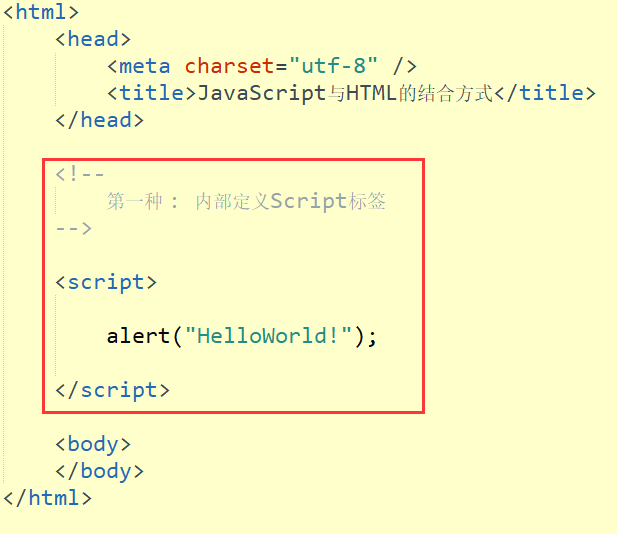 <html>
<head>
<meta charset="utf-8" />
<title>JavaScript与HTML的结合方式</title>
</head>
<!--
第一种： 内部定义Script标签
-->
<script>
alert("HelloWorld!");
</script>
<body>
</body>
</html>